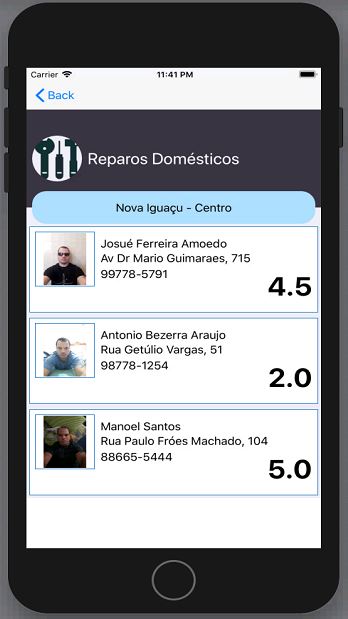 Carrier 11:41 PM
Back
Reparos Domésticos
Nova Iguaçu - Centro
Josué Ferreira Amoedo
Av Dr Mario Guimaraes, 715
99778-5791
4.5
Antonio Bezerra Araujo
Rua Getúlio Vargas, 51
98778-1254
2.0
Manoel Santos
Rua Paulo Fróes Machado, 104
88665-5444
5.0